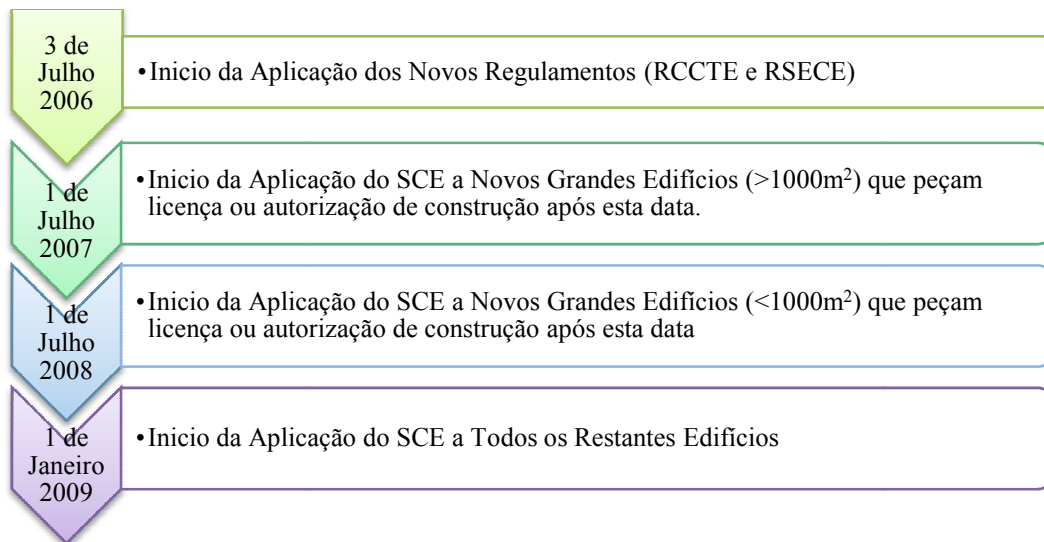 3 de
Julho
2006
•Inicio da Aplicação dos Novos Regulamentos (RCCTE e RSECE)
1 de
Julho
2007
•Inicio da Aplicação do SCE a Novos Grandes Edifícios (>1000m²) que peçam
licença ou autorização de construção após esta data.
1 de
Julho
2008
•Inicio da Aplicação do SCE a Novos Grandes Edifícios (<1000m²) que peçam
licença ou autorização de construção após esta data
1 de
Janeiro
2009
•Inicio da Aplicação do SCE a Todos os Restantes Edifícios